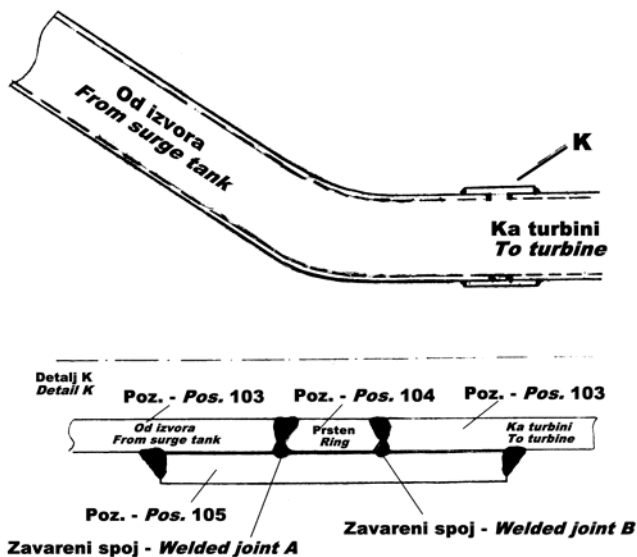 Od izvora
From surge tank
K
Ka turbini
To turbine
Detalj K
Detail K
Poz. - Pos. 103
Poz. - Pos. 104
Poz. - Pos. 103
Od izvora
From surge tank
Prsten
Ring
Ka turbini
To turbine
Poz. - Pos. 105
Zavareni spoj - Welded joint A
Zavareni spoj - Welded joint B